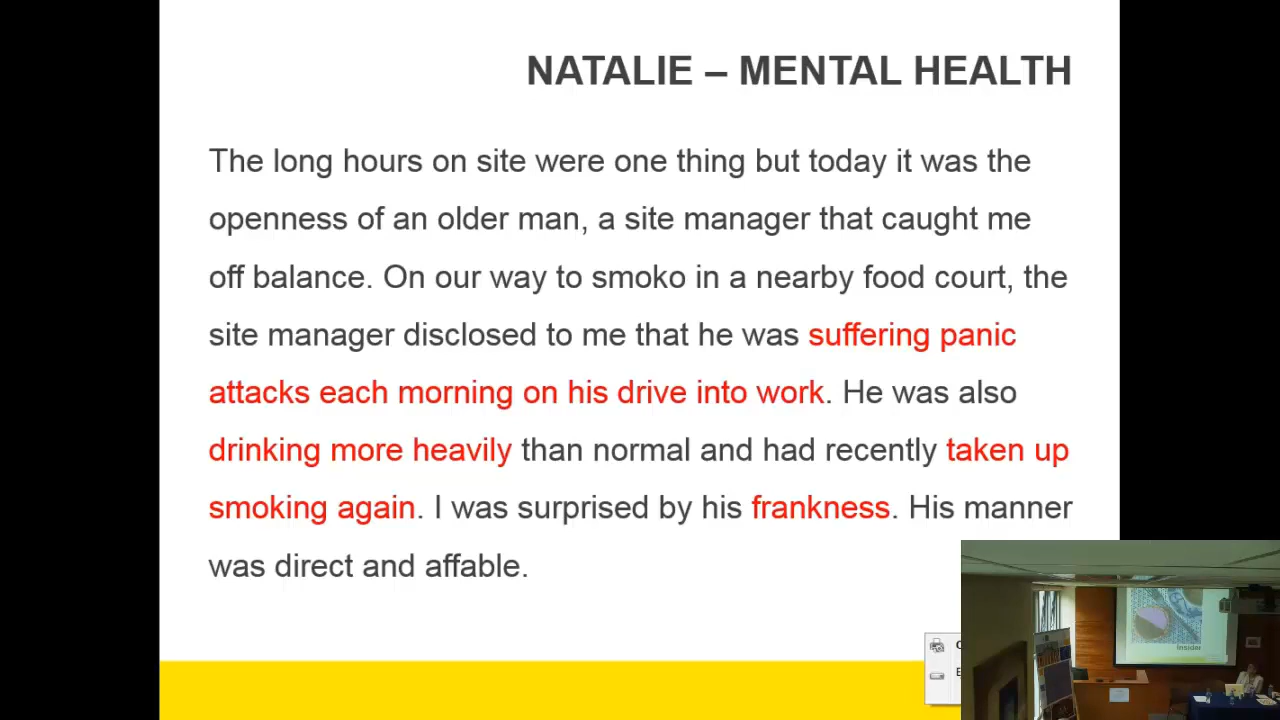 NATALIE – MENTAL HEALTH
The long hours on site were one thing but today it was the
openness of an older man, a site manager that caught me
off balance. On our way to smoko in a nearby food court, the
site manager disclosed to me that he was suffering panic
attacks each morning on his drive into work. He was also
drinking more heavily than normal and had recently taken up
smoking again. I was surprised by his frankness. His manner
was direct and affable.
Insider